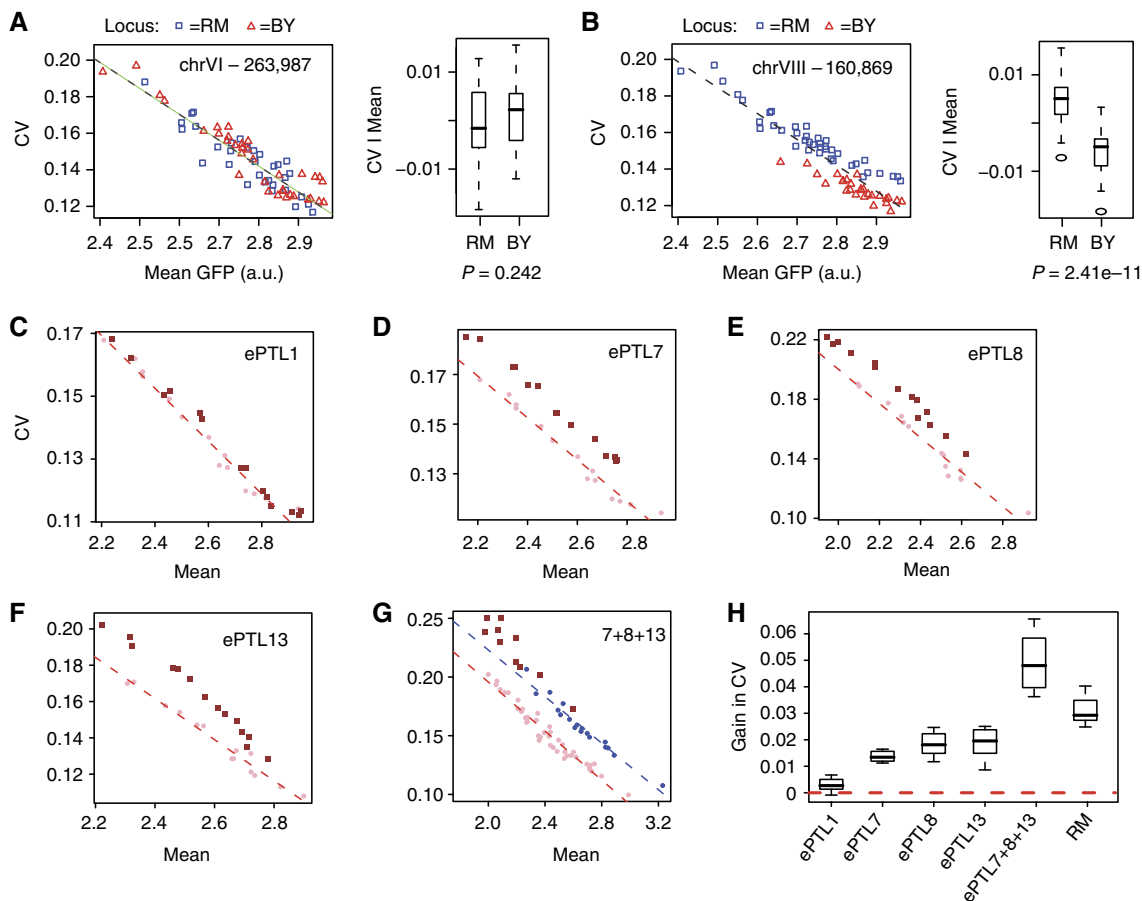 A
Locus: =RM =BY
CV
0.20
0.18
0.16
0.14
0.12
chrVI – 263,987
2.4 2.5 2.5 2.7 2.8 2.9
Mean GFP (a.u.)
CV I Mean
0.01
−0.01
RM BY
P = 0.242
B
Locus: =RM =BY
CV
0.20
0.18
0.16
0.14
0.12
chrVIII – 160,869
2.4 2.5 2.6 2.7 2.8 2.9
Mean GFP (a.u.)
CV I Mean
0.01
−0.01
RM BY
P = 2.41e−11
C
CV
0.17
0.15
0.13
0.11
ePTL1
2.2 2.4 2.6 2.8
Mean
D
0.17
0.15
0.13
ePTL7
2.2 2.4 2.6 2.8
Mean
E
0.22
0.18
0.14
0.10
ePTL8
2.0 2.2 2.4 2.6 2.8
Mean
F
0.20
0.18
0.16
0.14
0.12
ePTL13
2.2 2.4 2.6 2.8
Mean
G
0.25
0.20
0.15
0.10
7+8+13
2.0 2.4 2.8 3.2
Mean
H
Gain in CV
0.06
0.05
0.04
0.03
0.02
0.01
0
ePTL1
ePTL7
ePTL8
ePTL13
ePTL7+8+13
RM